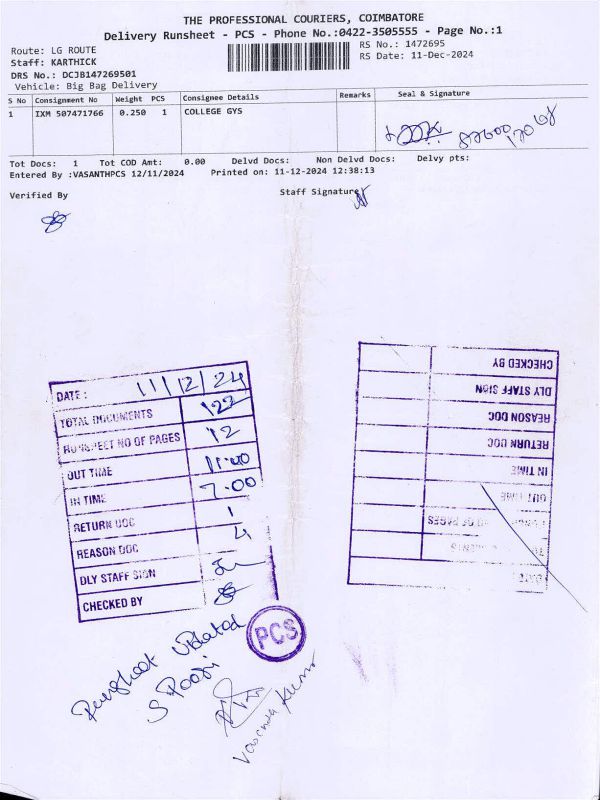 THE PROFESSIONAL COURIERS, COIMBATORE
Delivery Runsheet - PCS - Phone No.:0422-3505555 - Page No.:1
Route: LG ROUTE
RS No.: 1472695
Staff: KARTHICK
RS Date: 11-Dec-2024
DRS No.: DCJB147269501
Vehicle: Big Bag Delivery
S No Consignment No Weight PCS Consignee Details Remarks Seal & Signature
1 IXM 507471766 0.250 1 COLLEGE GYS
Tot Docs: 1 Tot COD Amt: 0.00 Delvd Docs: Non Delvd Docs: Delvy pts:
Entered By :VASANTHPCS 12/11/2024 Printed on: 11-12-2024 12:38:13
Verified By Staff Signature
DATE : 11/12/24
TOTAL DOCUMENTS 122
RUNSPECT NO OF PAGES 12
OUT TIME 11:00
IN TIME 7.00
RETURN DOC 1
REASON DOC 4
DLY STAFF SIGN
CHECKED BY
PCS
CHECKED BY
DLY STAFF SIGN
REASON DOC
RETURN DOC
IN TIME
OUT TIME
OF PAGES
DATE
Updated